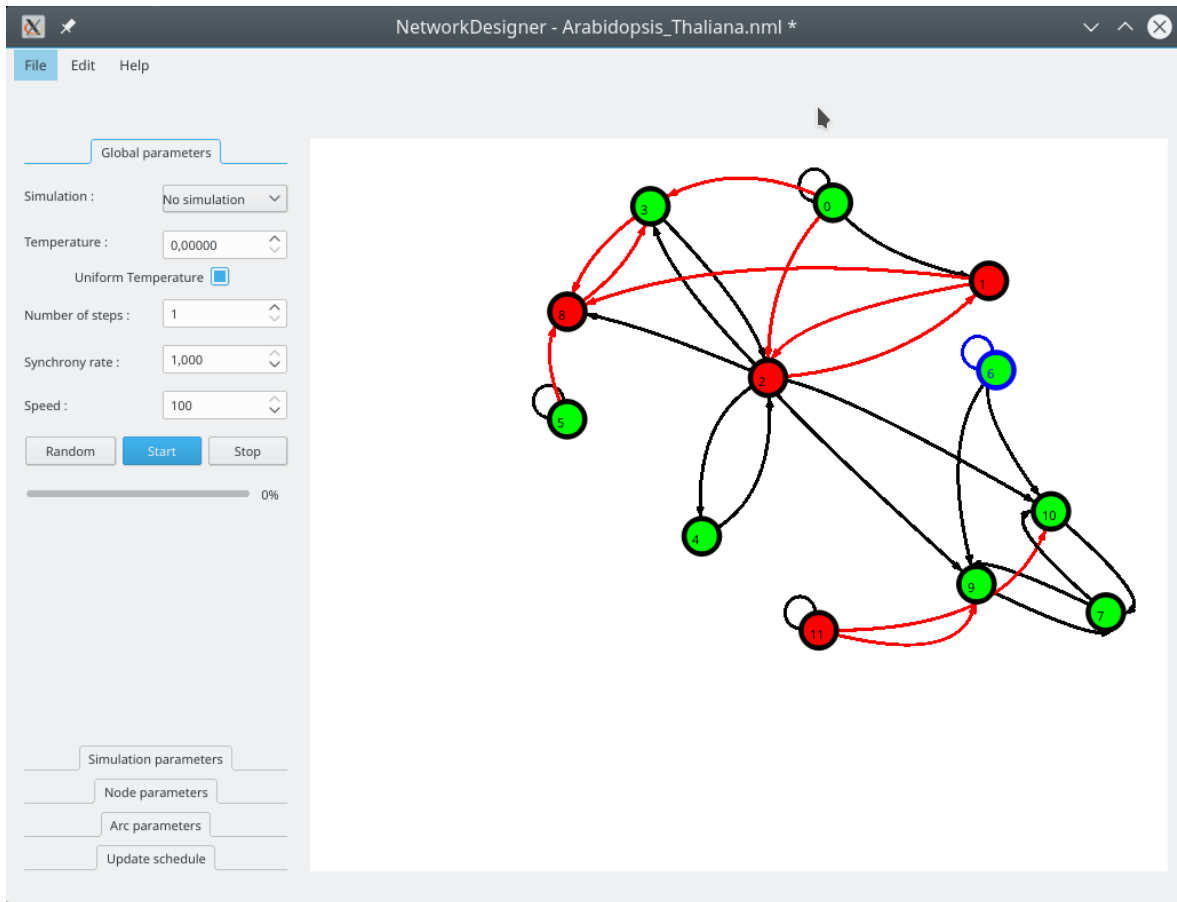 NetworkDesigner - Arabidopsis_Thaliana.nml *
File Edit Help
Global parameters
Simulation : No simulation
Temperature : 0,00000
Uniform Temperature
Number of steps : 1
Synchrony rate : 1,000
Speed : 100
Random Start Stop
0%
Simulation parameters
Node parameters
Arc parameters
Update schedule
0
3
1
8
6
2
5
10
4
9
7
11